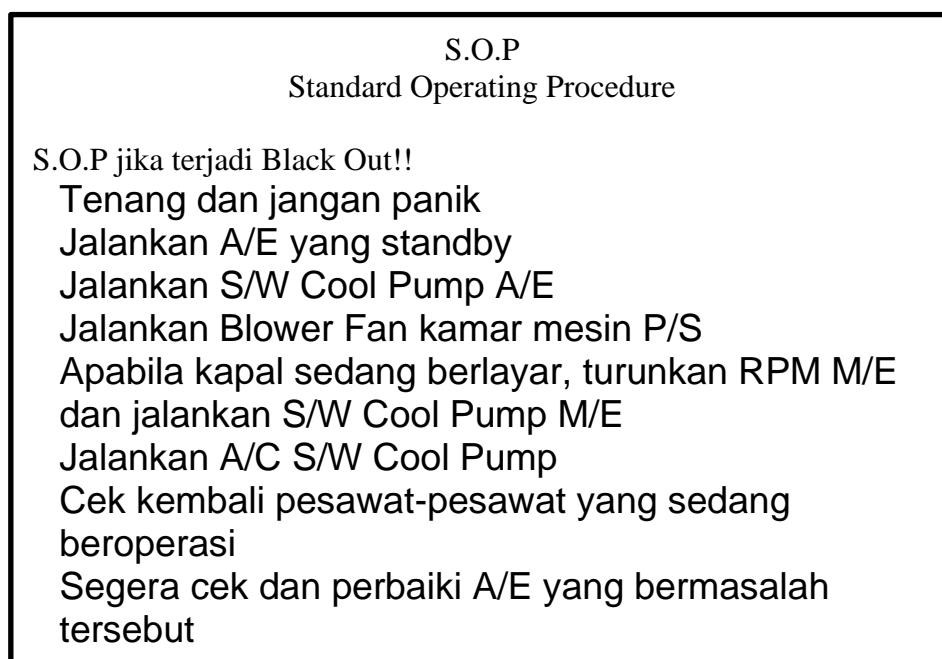 S.O.P
Standard Operating Procedure
S.O.P jika terjadi Black Out!!
Tenang dan jangan panik
Jalankan A/E yang standby
Jalankan S/W Cool Pump A/E
Jalankan Blower Fan kamar mesin P/S
Apabila kapal sedang berlayar, turunkan RPM M/E
dan jalankan S/W Cool Pump M/E
Jalankan A/C S/W Cool Pump
Cek kembali pesawat-pesawat yang sedang
beroperasi
Segera cek dan perbaiki A/E yang bermasalah
tersebut